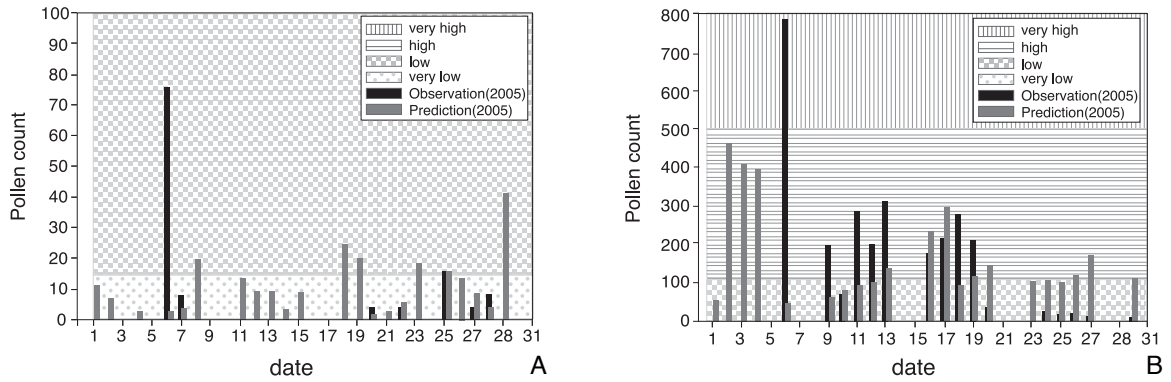 100
90
80
70
60
50
40
30
20
10
0
Pollen count
very high
high
low
very low
Observation(2005)
Prediction(2005)
1 3 5 7 9 11 13 15 17 19 21 23 25 27 28 31
date
A
800
700
600
500
400
300
200
100
0
Pollen count
very high
high
low
very low
Observation(2005)
Prediction(2005)
1 3 5 7 9 11 13 15 17 19 21 23 25 27 29 31
date
B